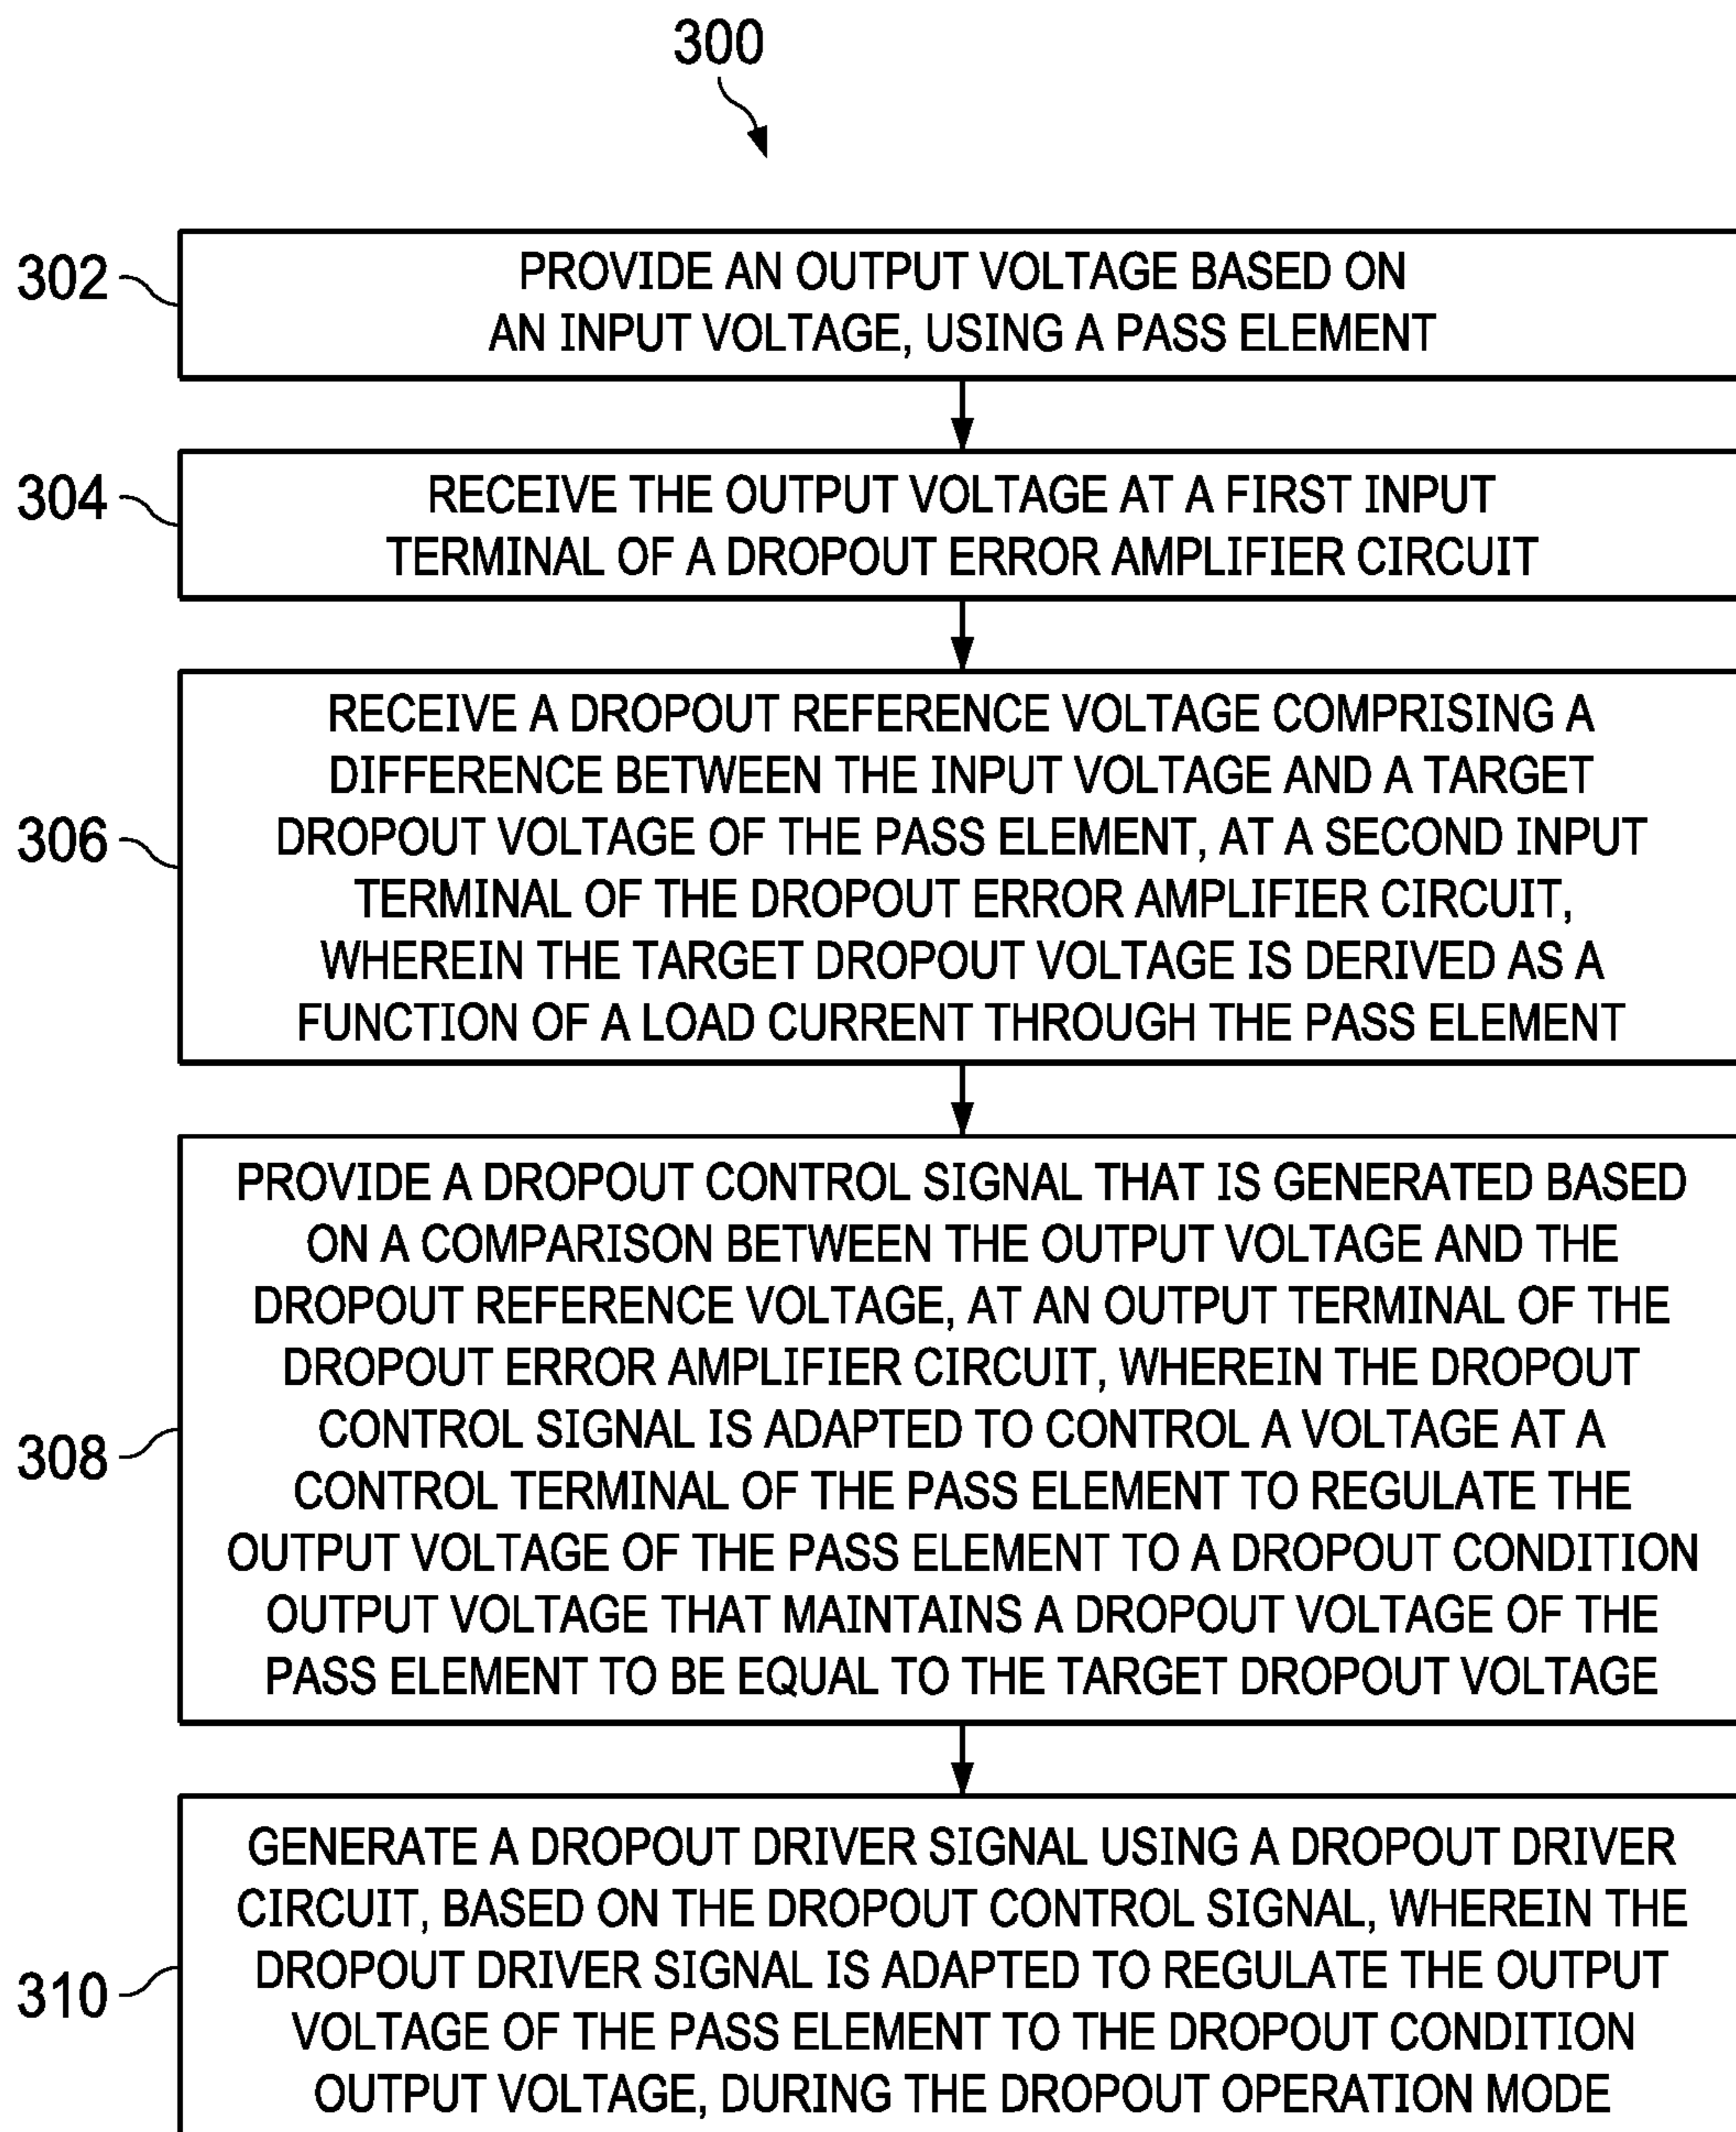 300
302
PROVIDE AN OUTPUT VOLTAGE BASED ON
AN INPUT VOLTAGE, USING A PASS ELEMENT
304
RECEIVE THE OUTPUT VOLTAGE AT A FIRST INPUT
TERMINAL OF A DROPOUT ERROR AMPLIFIER CIRCUIT
306
RECEIVE A DROPOUT REFERENCE VOLTAGE COMPRISING A
DIFFERENCE BETWEEN THE INPUT VOLTAGE AND A TARGET
DROPOUT VOLTAGE OF THE PASS ELEMENT, AT A SECOND INPUT
TERMINAL OF THE DROPOUT ERROR AMPLIFIER CIRCUIT,
WHEREIN THE TARGET DROPOUT VOLTAGE IS DERIVED AS A
FUNCTION OF A LOAD CURRENT THROUGH THE PASS ELEMENT
308
PROVIDE A DROPOUT CONTROL SIGNAL THAT IS GENERATED BASED
ON A COMPARISON BETWEEN THE OUTPUT VOLTAGE AND THE
DROPOUT REFERENCE VOLTAGE, AT AN OUTPUT TERMINAL OF THE
DROPOUT ERROR AMPLIFIER CIRCUIT, WHEREIN THE DROPOUT
CONTROL SIGNAL IS ADAPTED TO CONTROL A VOLTAGE AT A
CONTROL TERMINAL OF THE PASS ELEMENT TO REGULATE THE
OUTPUT VOLTAGE OF THE PASS ELEMENT TO A DROPOUT CONDITION
OUTPUT VOLTAGE THAT MAINTAINS A DROPOUT VOLTAGE OF THE
PASS ELEMENT TO BE EQUAL TO THE TARGET DROPOUT VOLTAGE
310
GENERATE A DROPOUT DRIVER SIGNAL USING A DROPOUT DRIVER
CIRCUIT, BASED ON THE DROPOUT CONTROL SIGNAL, WHEREIN THE
DROPOUT DRIVER SIGNAL IS ADAPTED TO REGULATE THE OUTPUT
VOLTAGE OF THE PASS ELEMENT TO THE DROPOUT CONDITION
OUTPUT VOLTAGE, DURING THE DROPOUT OPERATION MODE